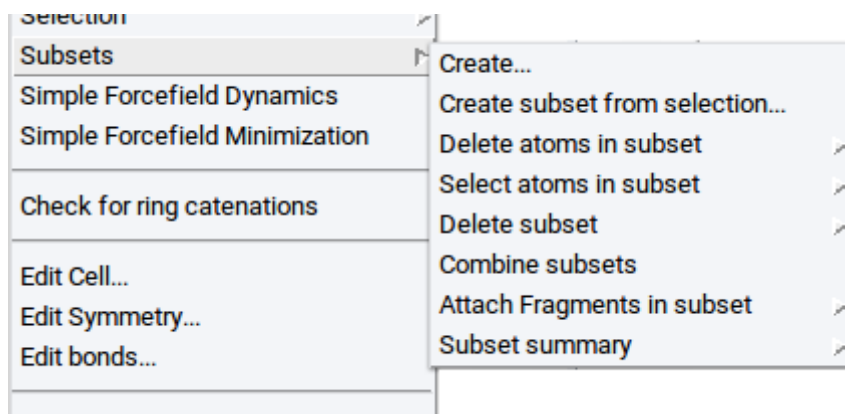 Selection
Subsets
Simple Forcefield Dynamics
Simple Forcefield Minimization
Check for ring catenations
Edit Cell...
Edit Symmetry...
Edit bonds...
Create...
Create subset from selection...
Delete atoms in subset
Select atoms in subset
Delete subset
Combine subsets
Attach Fragments in subset
Subset summary